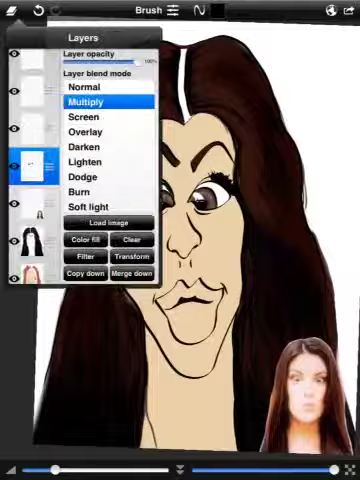 Brush
Layers
Layer opacity
100%
Layer blend mode
Normal
Multiply
Screen
Overlay
Darken
Lighten
Dodge
Burn
Soft light
Load image
Color fill
Clear
Filter
Transform
Copy down
Merge down